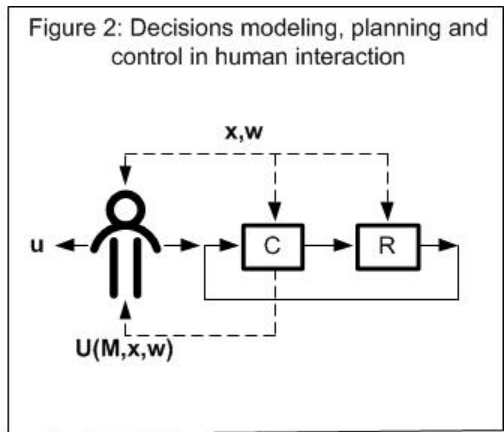 Figure 2: Decisions modeling, planning and
control in human interaction
x,w
u
C
R
U(M,x,w)